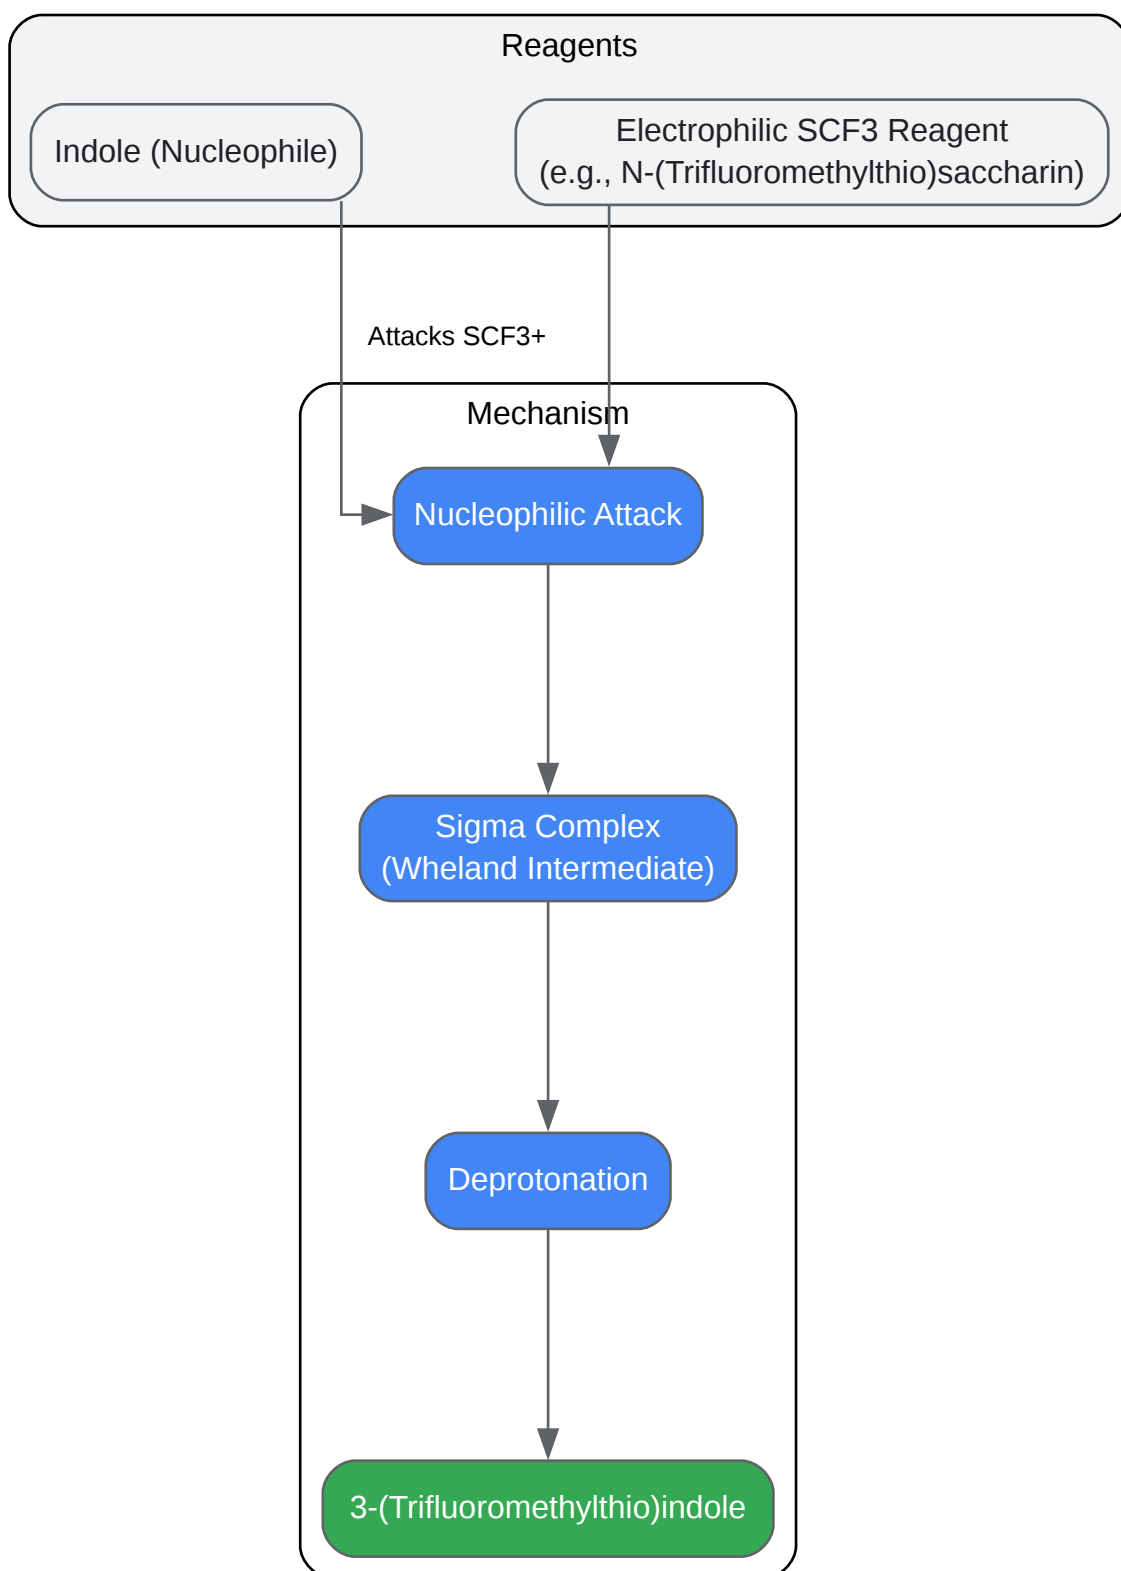 Reagents
Indole (Nucleophile)
Electrophilic SCF3 Reagent
(e.g., N-(Trifluoromethylthio)saccharin)
Attacks SCF3+
Mechanism
Nucleophilic Attack
Sigma Complex
(Wheland Intermediate)
Deprotonation
3-(Trifluoromethylthio)indole